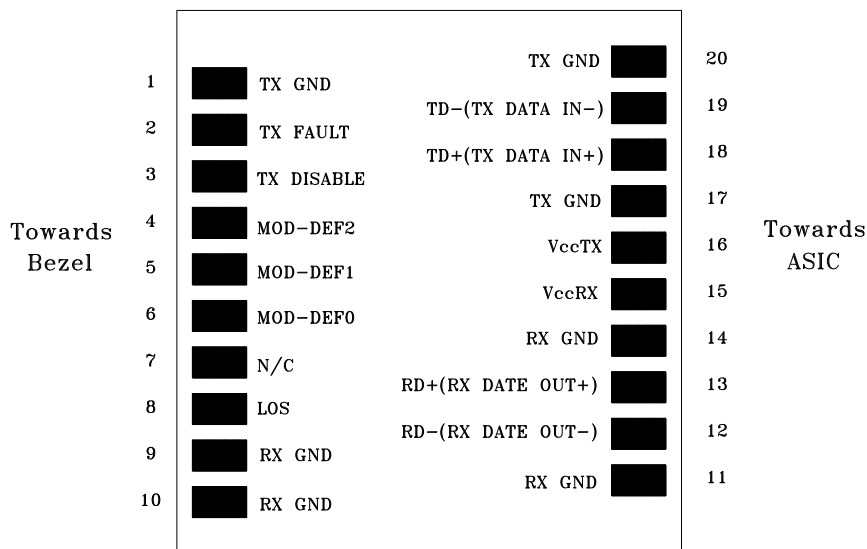 Towards
Bezel
1 TX GND
2 TX FAULT
3 TX DISABLE
4 MOD-DEF2
5 MOD-DEF1
6 MOD-DEF0
7 N/C
8 LOS
9 RX GND
10 RX GND
TX GND 20
TD-(TX DATA IN-) 19
TD+(TX DATA IN+) 18
TX GND 17
VccTX 16
VccRX 15
RX GND 14
RD+(RX DATE OUT+) 13
RD-(RX DATE OUT-) 12
RX GND 11
Towards
ASIC